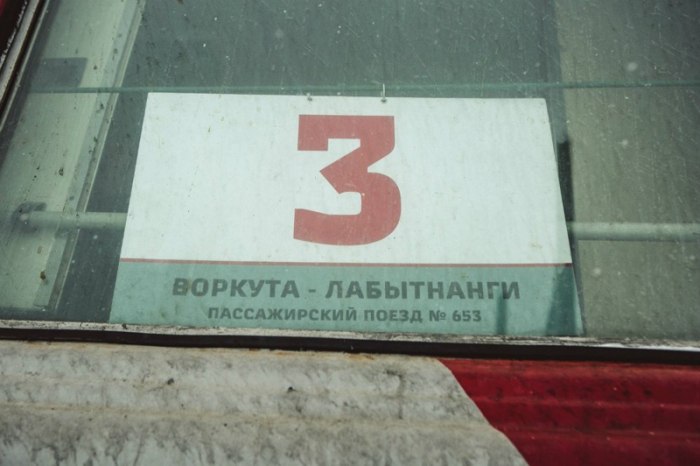 3
ВОРКУТА - ЛАБЫТНАНГИ
ПАССАЖИРСКИЙ ПОЕЗД № 653